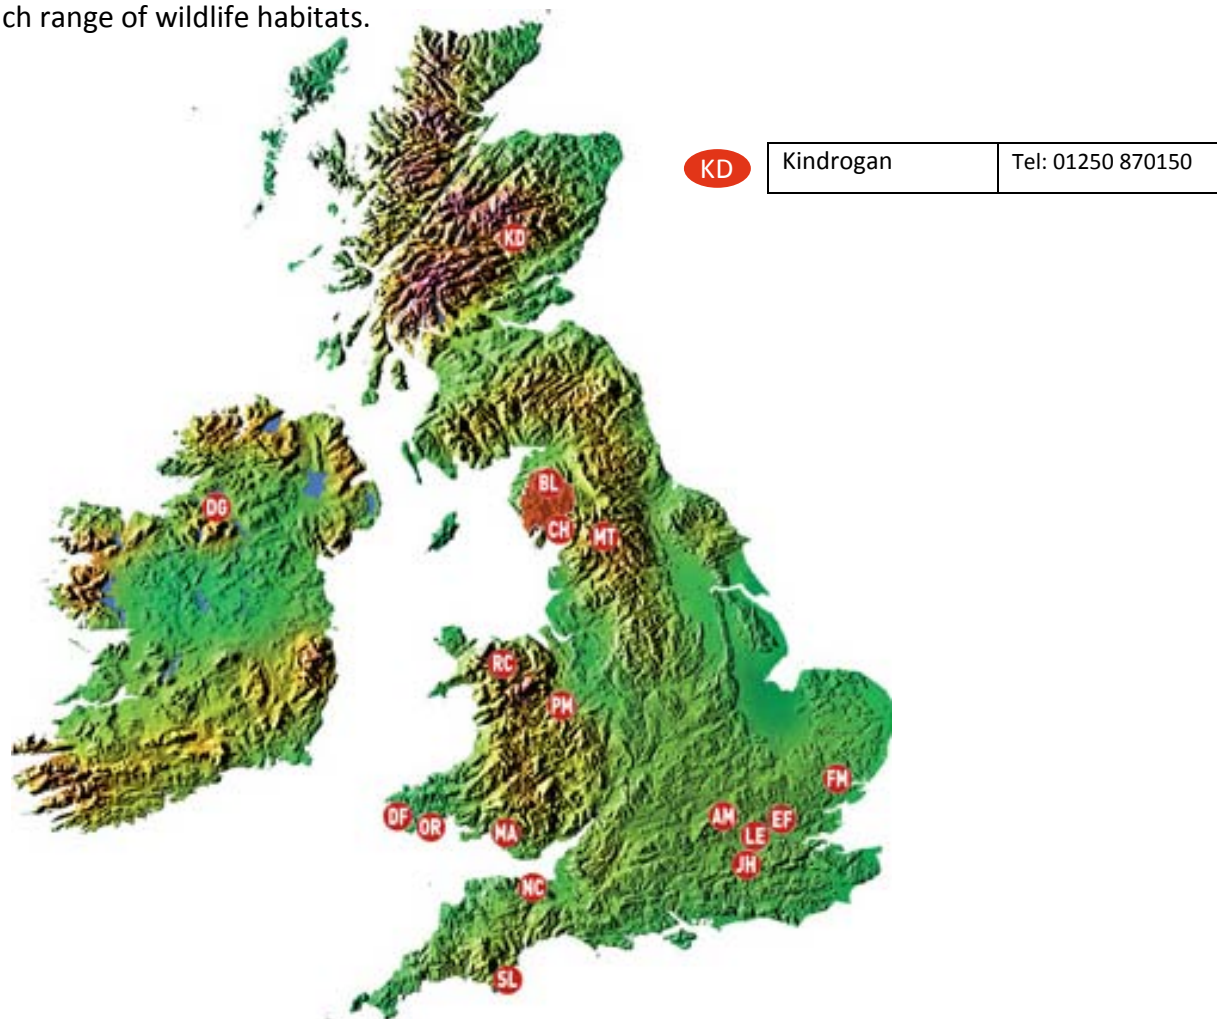 ch range of wildlife habitats.
KD
Kindrogan
Tel: 01250 870150
KD
BL
DG
CH
MT
RC
PM
FM
DF
OR
MA
AM
EF
LE
JH
NC
SL